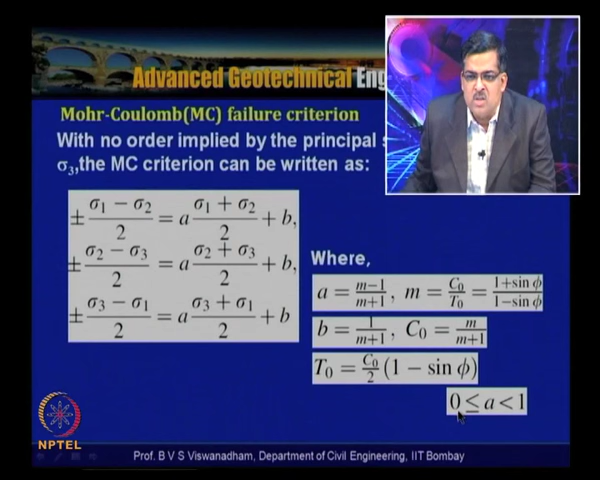 Advanced Geotechnical Eng
Mohr-Coulomb(MC) failure criterion
With no order implied by the principal s
σ₃,the MC criterion can be written as:
± (σ₁ − σ₂)/2 = a (σ₁ + σ₂)/2 + b,
± (σ₂ − σ₃)/2 = a (σ₂ + σ₃)/2 + b,
± (σ₃ − σ₁)/2 = a (σ₃ + σ₁)/2 + b
Where,
a = (m−1)/(m+1), m = C₀/T₀ = (1+sin ϕ)/(1−sin ϕ)
b = 1/(m+1), C₀ = m/(m+1)
T₀ = C₀/2 (1 − sin ϕ)
0 ≤ a < 1
NPTEL
Prof. B V S Viswanadham, Department of Civil Engineering, IIT Bombay